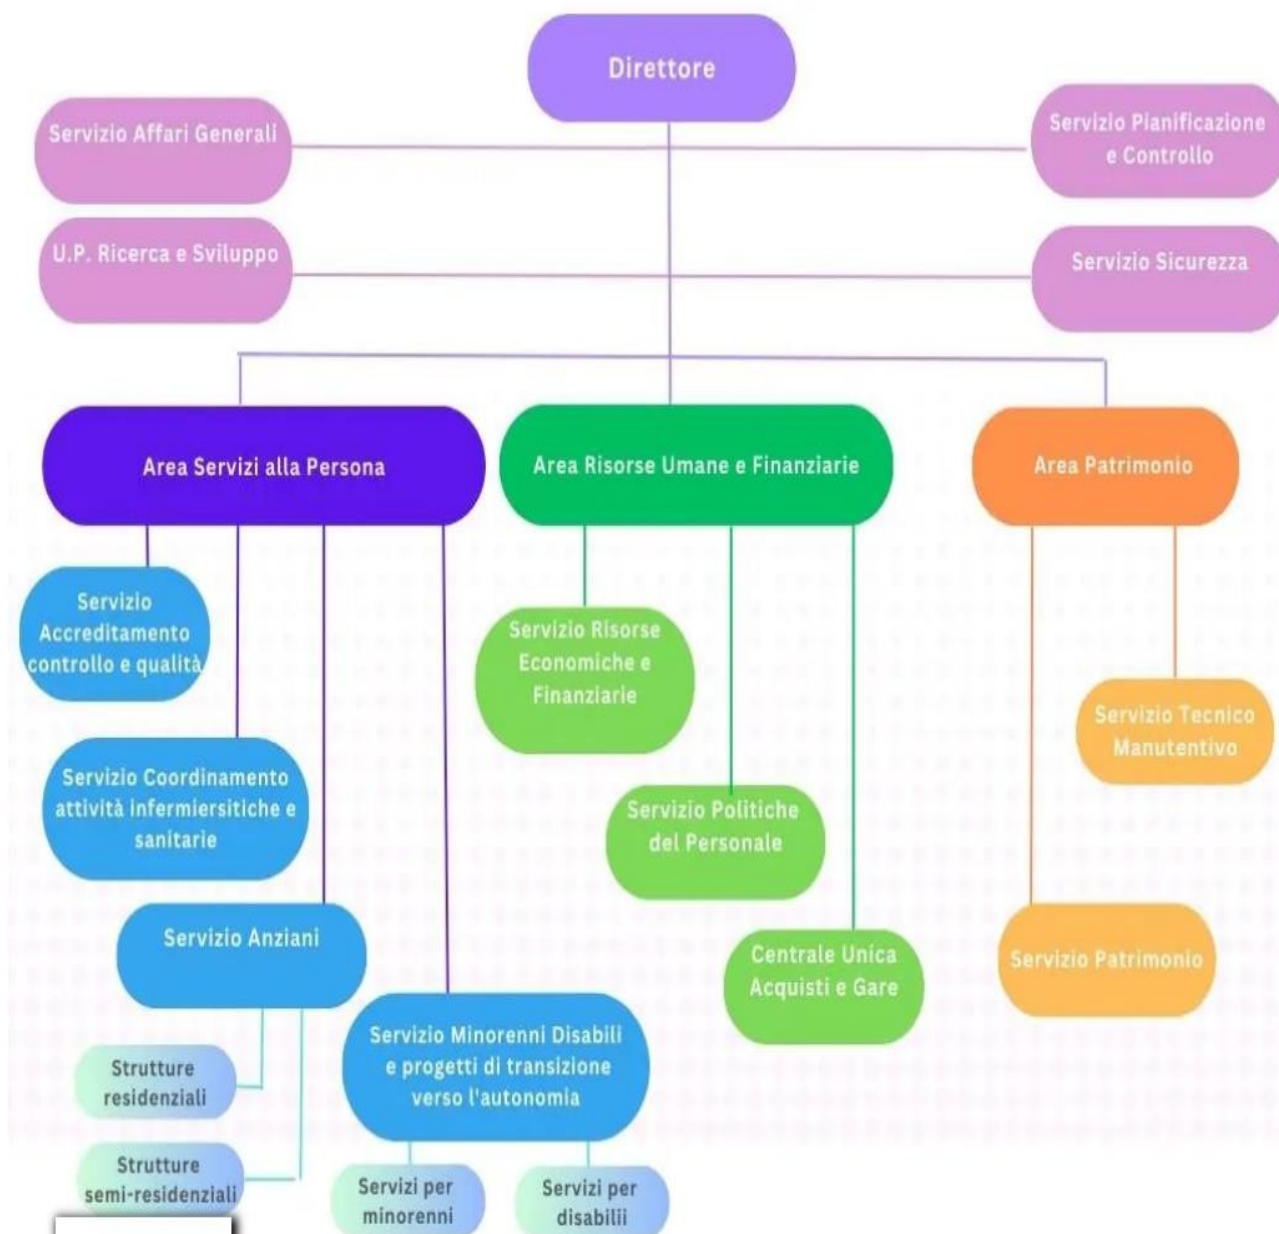 Direttore
Servizio Affari Generali
Servizio Pianificazione
e Controllo
U.P. Ricerca e Sviluppo
Servizio Sicurezza
Area Servizi alla Persona
Area Risorse Umane e Finanziarie
Area Patrimonio
Servizio
Accreditamento
controllo e qualità
Servizio Risorse
Economiche e
Finanziarie
Servizio Tecnico
Manutentivo
Servizio Coordinamento
attività infermiersitiche e
sanitarie
Servizio Politiche
del Personale
Servizio Anziani
Centrale Unica
Acquisti e Gare
Servizio Patrimonio
Servizio Minorenni Disabili
e progetti di transizione
verso l'autonomia
Strutture
residenziali
Strutture
semi-residenziali
Servizi per
minorenni
Servizi per
disabilii